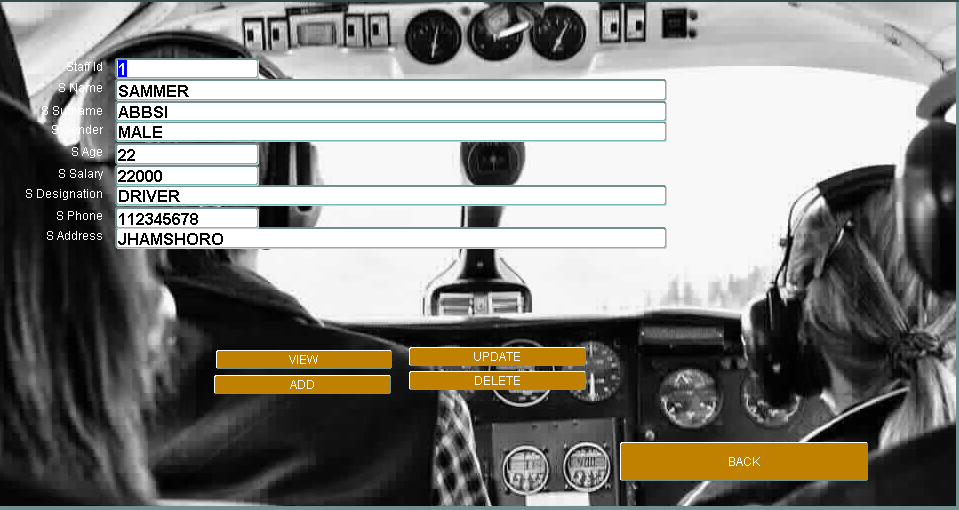 Staff Id 1
S Name SAMMER
S Surname ABBSI
S Gender MALE
S Age 22
S Salary 22000
S Designation DRIVER
S Phone 112345678
S Address JHAMSHORO
VIEW UPDATE
ADD DELETE
BACK